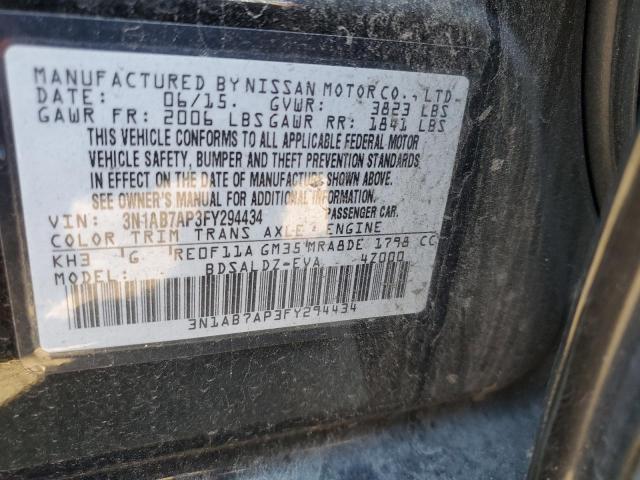 MANUFACTURED BY NISSAN MOTOR CO., LTD.
DATE: 06/15. GVWR: 3823 LBS
GAWR FR: 2006 LBS GAWR RR: 1841 LBS
THIS VEHICLE CONFORMS TO ALL APPLICABLE FEDERAL MOTOR
VEHICLE SAFETY, BUMPER AND THEFT PREVENTION STANDARDS
IN EFFECT ON THE DATE OF MANUFACTURE SHOWN ABOVE.
SEE OWNER'S MANUAL FOR ADDITIONAL INFORMATION.
VIN: 3N1AB7AP3FY294434 PASSENGER CAR.
COLOR TRIM TRANS AXLE ENGINE
KH3 G RE0F11A GM35 MRA8DE 1798 CC
MODEL: BDSALDZ-EVA 4Z000
3N1AB7AP3FY294434